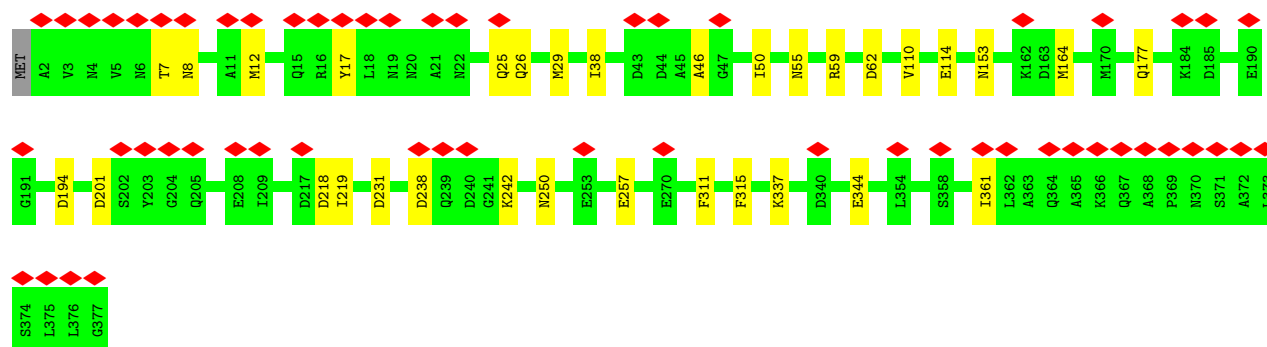 MET A2 V3 N4 V5 N6 T7 N8 A11 M12 Q15 R16 Y17 L18 N19 N20 A21 N22 Q25 Q26 M29 I38 D43 D44 A45 A46 G47 I50 N55 R59 D62 V110 E114 N153 K162 D163 M164 M170 Q177 K184 D185 E190
G191 D194 D201 S202 Y203 G204 Q205 E208 I209 D217 D218 I219 D231 D238 Q239 D240 G241 K242 N250 E253 E257 E270 F311 F315 K337 D340 E344 L354 S358 I361 L362 A363 Q364 A365 K366 Q367 A368 P369 N370 S371 A372 L373
S374 L375 L376 G377